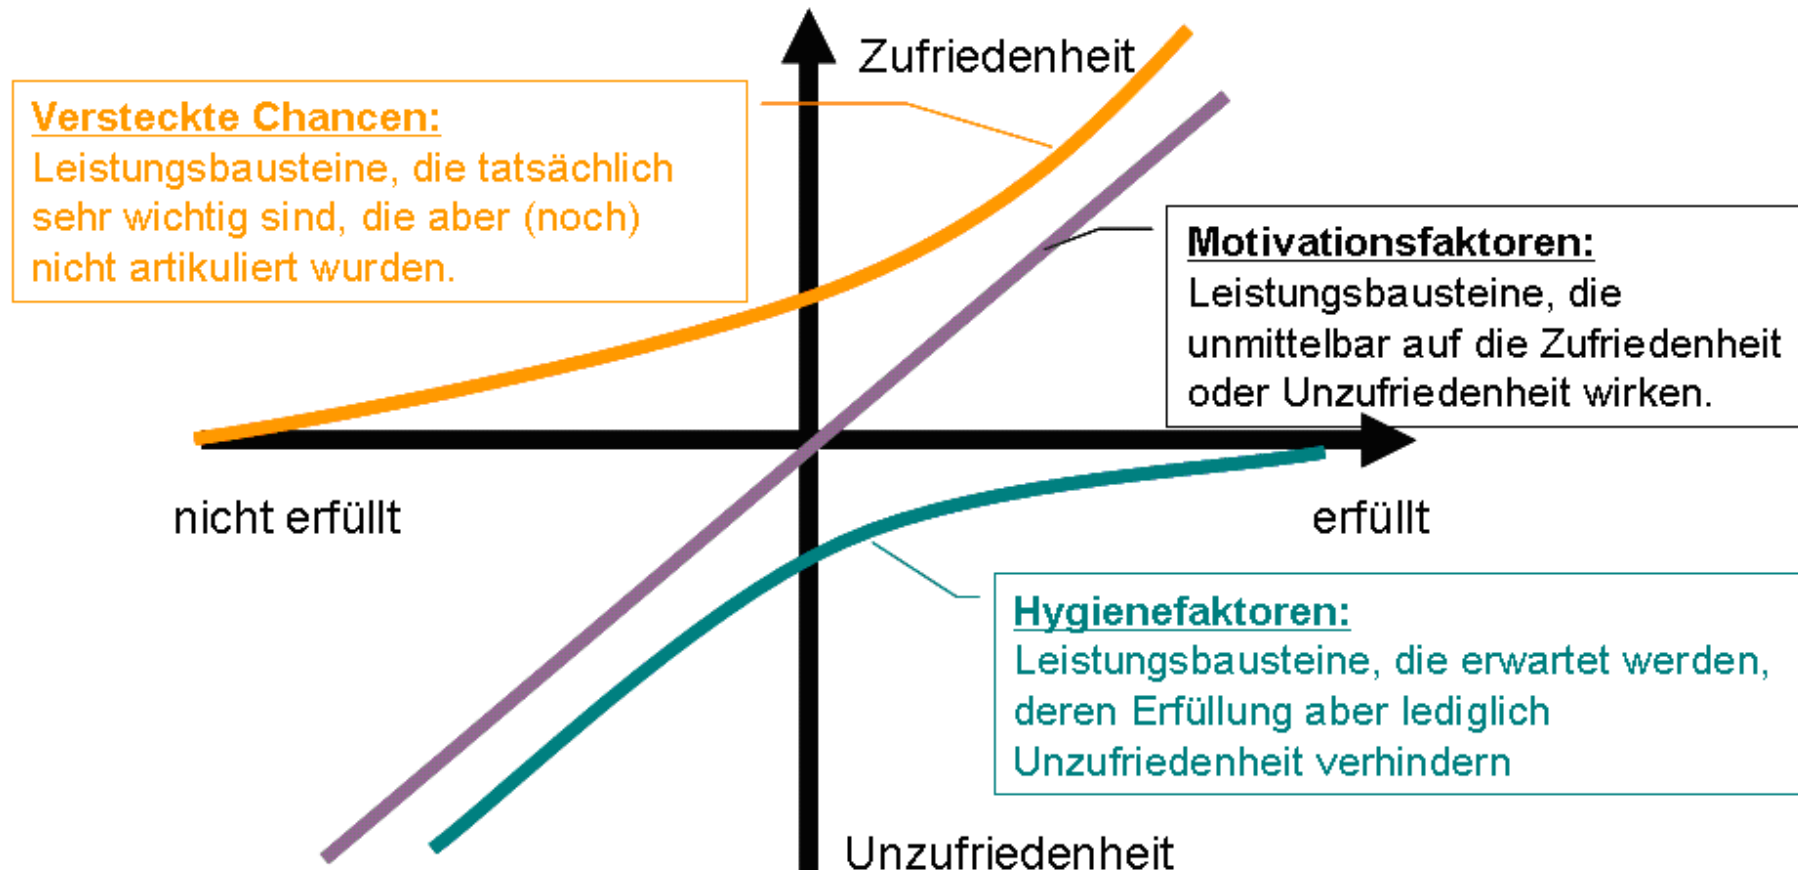 Zufriedenheit
Versteckte Chancen:
Leistungsbausteine, die tatsächlich
sehr wichtig sind, die aber (noch)
nicht artikuliert wurden.
Motivationsfaktoren:
Leistungsbausteine, die
unmittelbar auf die Zufriedenheit
oder Unzufriedenheit wirken.
nicht erfüllt
erfüllt
Hygienefaktoren:
Leistungsbausteine, die erwartet werden,
deren Erfüllung aber lediglich
Unzufriedenheit verhindern
Unzufriedenheit